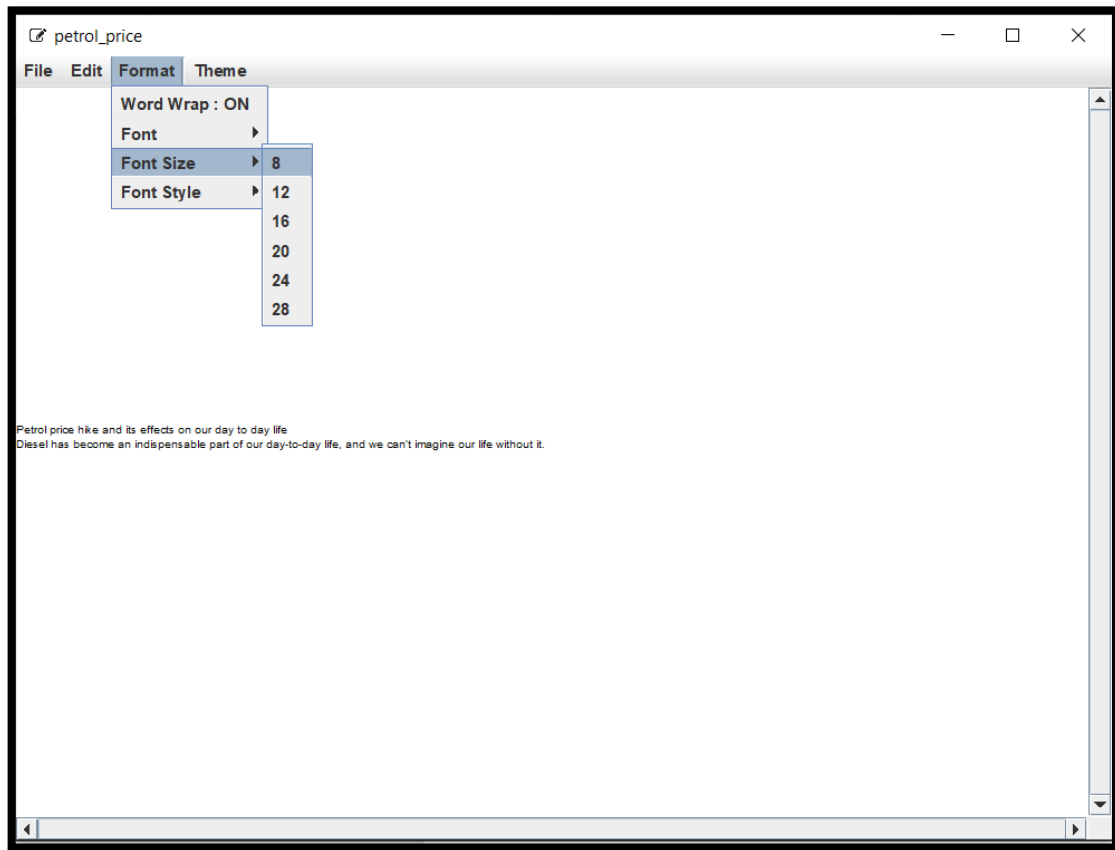 petrol_price
File Edit Format Theme
Word Wrap : ON
Font
Font Size
Font Style
8
12
16
20
24
28
Petrol price hike and its effects on our day to day life
Diesel has become an indispensable part of our day-to-day life, and we can't imagine our life without it.